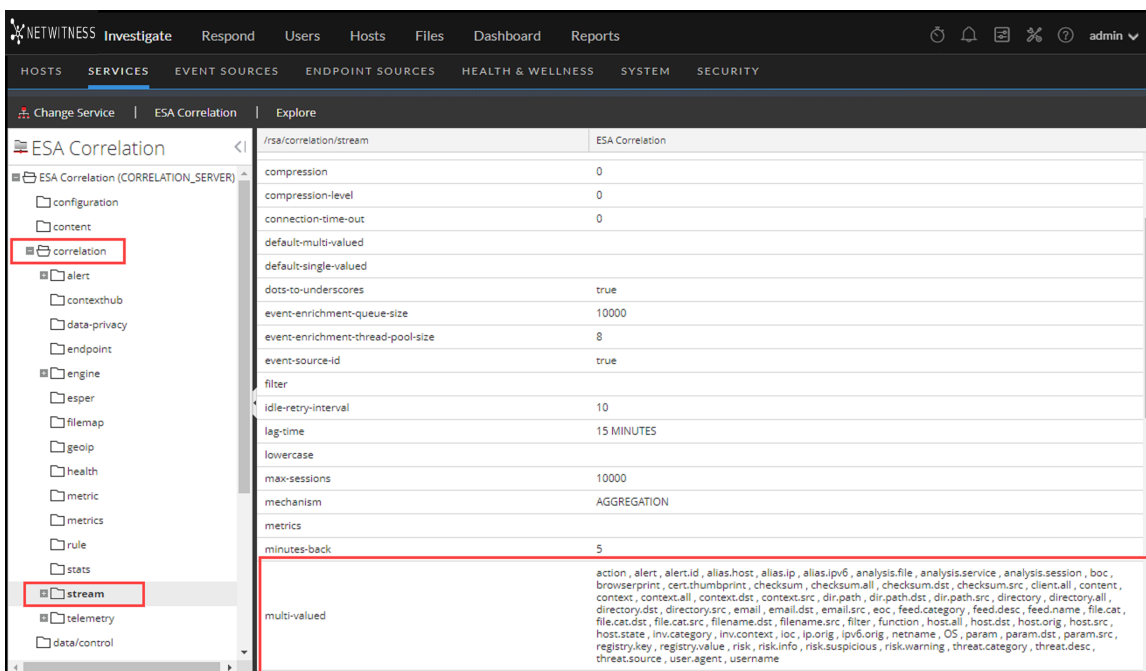 NETWITNESS Investigate Respond Users Hosts Files Dashboard Reports admin
HOSTS SERVICES EVENT SOURCES ENDPOINT SOURCES HEALTH & WELLNESS SYSTEM SECURITY
Change Service | ESA Correlation | Explore
ESA Correlation
ESA Correlation (CORRELATION_SERVER)
configuration
content
correlation
alert
contexthub
data-privacy
endpoint
engine
esper
filemap
geoip
health
metric
metrics
rule
stats
stream
telemetry
data/control
/rsa/correlation/stream ESA Correlation
compression 0
compression-level 0
connection-time-out 0
default-multi-valued
default-single-valued
dots-to-underscores true
event-enrichment-queue-size 10000
event-enrichment-thread-pool-size 8
event-source-id true
filter
idle-retry-interval 10
lag-time 15 MINUTES
lowercase
max-sessions 10000
mechanism AGGREGATION
metrics
minutes-back 5
multi-valued
action , alert , alert.id , alias.host , alias.ip , alias.ipv6 , analysis.file , analysis.service , analysis.session , boc ,
browserprint , cert.thumbprint , checksum , checksum.all , checksum.dst , checksum.src , client.all , content ,
context , context.all , context.dst , context.src , dir.path , dir.path.dst , dir.path.src , directory , directory.all ,
directory.dst , directory.src , email , email.dst , email.src , eoc , feed.category , feed.desc , feed.name , file.cat ,
file.cat.dst , file.cat.src , filename.dst , filename.src , filter , function , host.all , host.dst , host.orig , host.src ,
host.state , inv.category , inv.context , ioc , ip.orig , ipv6.orig , netname , OS , param , param.dst , param.src ,
registry.key , registry.value , risk , risk.info , risk.suspicious , risk.warning , threat.category , threat.desc ,
threat.source , user.agent , username